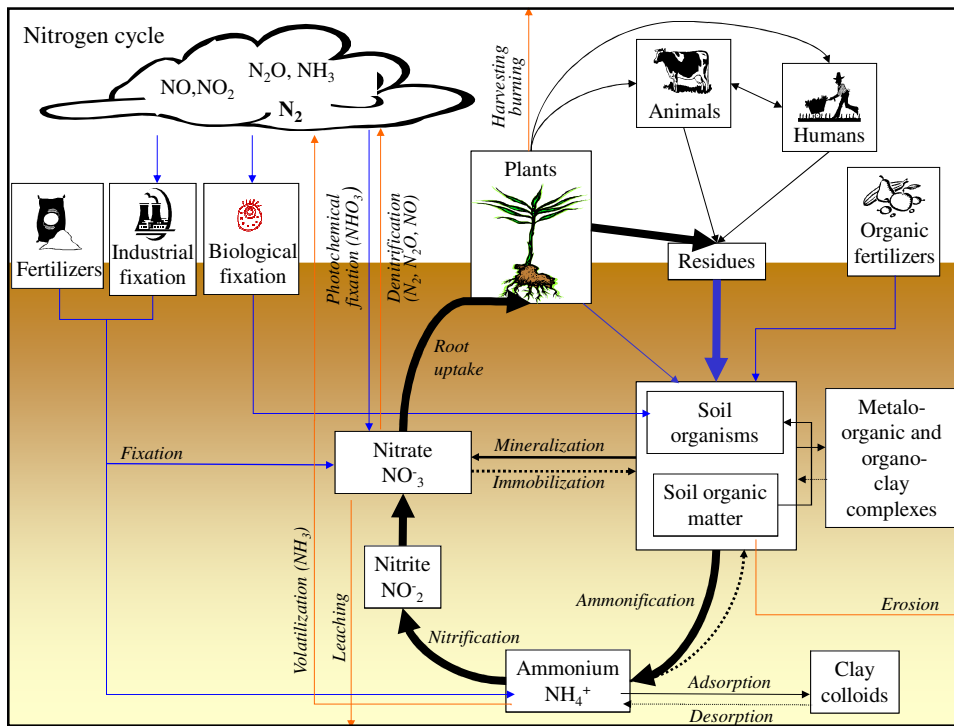 Nitrogen cycle
N₂O, NH₃
NO,NO₂
N₂
Harvesting
burning
Animals
Humans
Plants
Fertilizers
Industrial
fixation
Biological
fixation
Photochemical
fixation (NHO₃)
Denitrification
(N₂, N₂O, NO)
Residues
Organic
fertilizers
Root
uptake
Soil
organisms
Metalo-
organic and
organo-
clay
complexes
Fixation
Nitrate
NO⁻₃
Mineralization
Immobilization
Soil organic
matter
Nitrite
NO⁻₂
Volatilization (NH₃)
Leaching
Ammonification
Erosion
Nitrification
Ammonium
NH₄⁺
Adsorption
Desorption
Clay
colloids